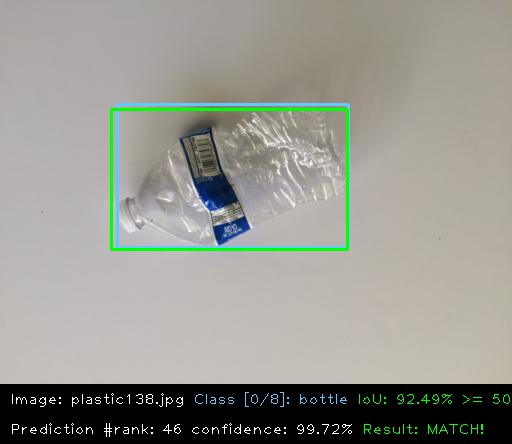 Image: plastic138.jpg Class [0/8]: bottle IoU: 92.49% >= 50
Prediction #rank: 46 confidence: 99.72% Result: MATCH!